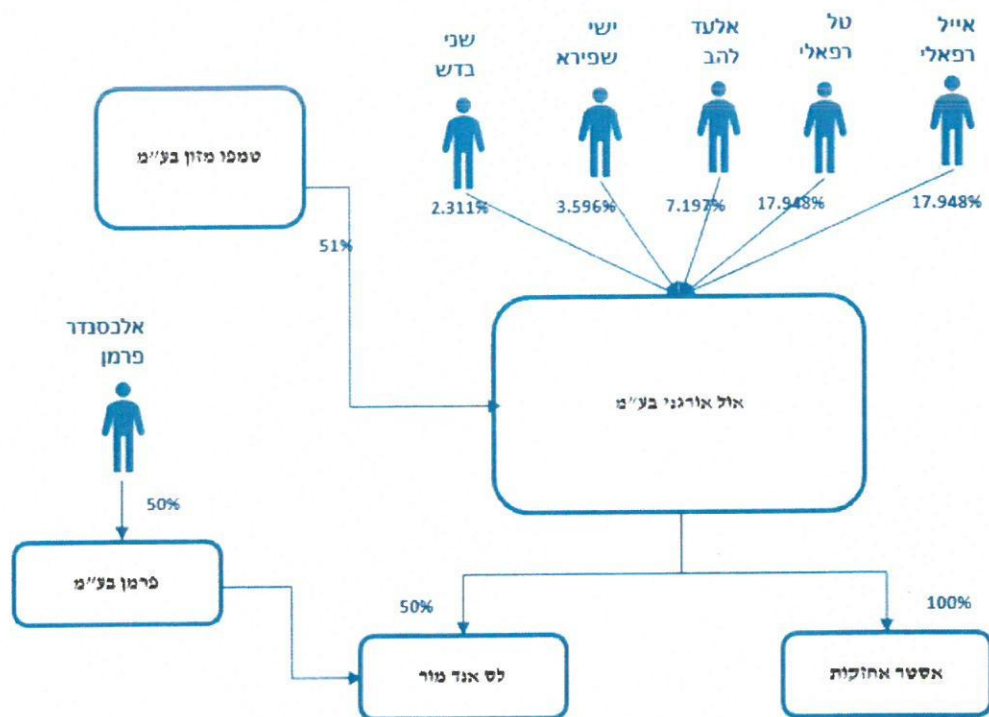 אייל
רפאלי
טל
רפאלי
אלעד
להב
ישי
שפירא
שני
בדש
טמפו מזון בע״מ
17.948%
17.948%
7.197%
3.596%
2.311%
51%
אלכסנדר
פרמן
אול אורגני בע״מ
50%
פרמן בע״מ
100%
50%
אסטר אחזקות
לס אנד מור